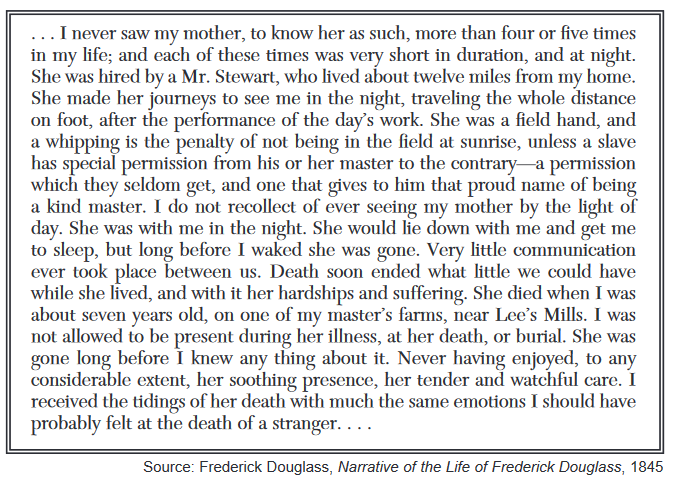 . . . I never saw my mother, to know her as such, more than four or five times
in my life; and each of these times was very short in duration, and at night.
She was hired by a Mr. Stewart, who lived about twelve miles from my home.
She made her journeys to see me in the night, traveling the whole distance
on foot, after the performance of the day’s work. She was a field hand, and
a whipping is the penalty of not being in the field at sunrise, unless a slave
has special permission from his or her master to the contrary—a permission
which they seldom get, and one that gives to him that proud name of being
a kind master. I do not recollect of ever seeing my mother by the light of
day. She was with me in the night. She would lie down with me and get me
to sleep, but long before I waked she was gone. Very little communication
ever took place between us. Death soon ended what little we could have
while she lived, and with it her hardships and suffering. She died when I was
about seven years old, on one of my master’s farms, near Lee’s Mills. I was
not allowed to be present during her illness, at her death, or burial. She was
gone long before I knew any thing about it. Never having enjoyed, to any
considerable extent, her soothing presence, her tender and watchful care. I
received the tidings of her death with much the same emotions I should have
probably felt at the death of a stranger. . . .
Source: Frederick Douglass, Narrative of the Life of Frederick Douglass, 1845